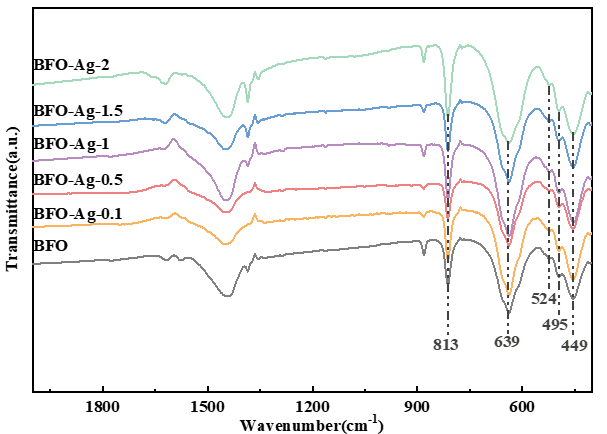 BFO-Ag-2
BFO-Ag-1.5
BFO-Ag-1
BFO-Ag-0.5
BFO-Ag-0.1
BFO
Transmittance(a.u.)
813
639
524
495
449
1800
1500
1200
900
600
Wavenumber(cm⁻¹)